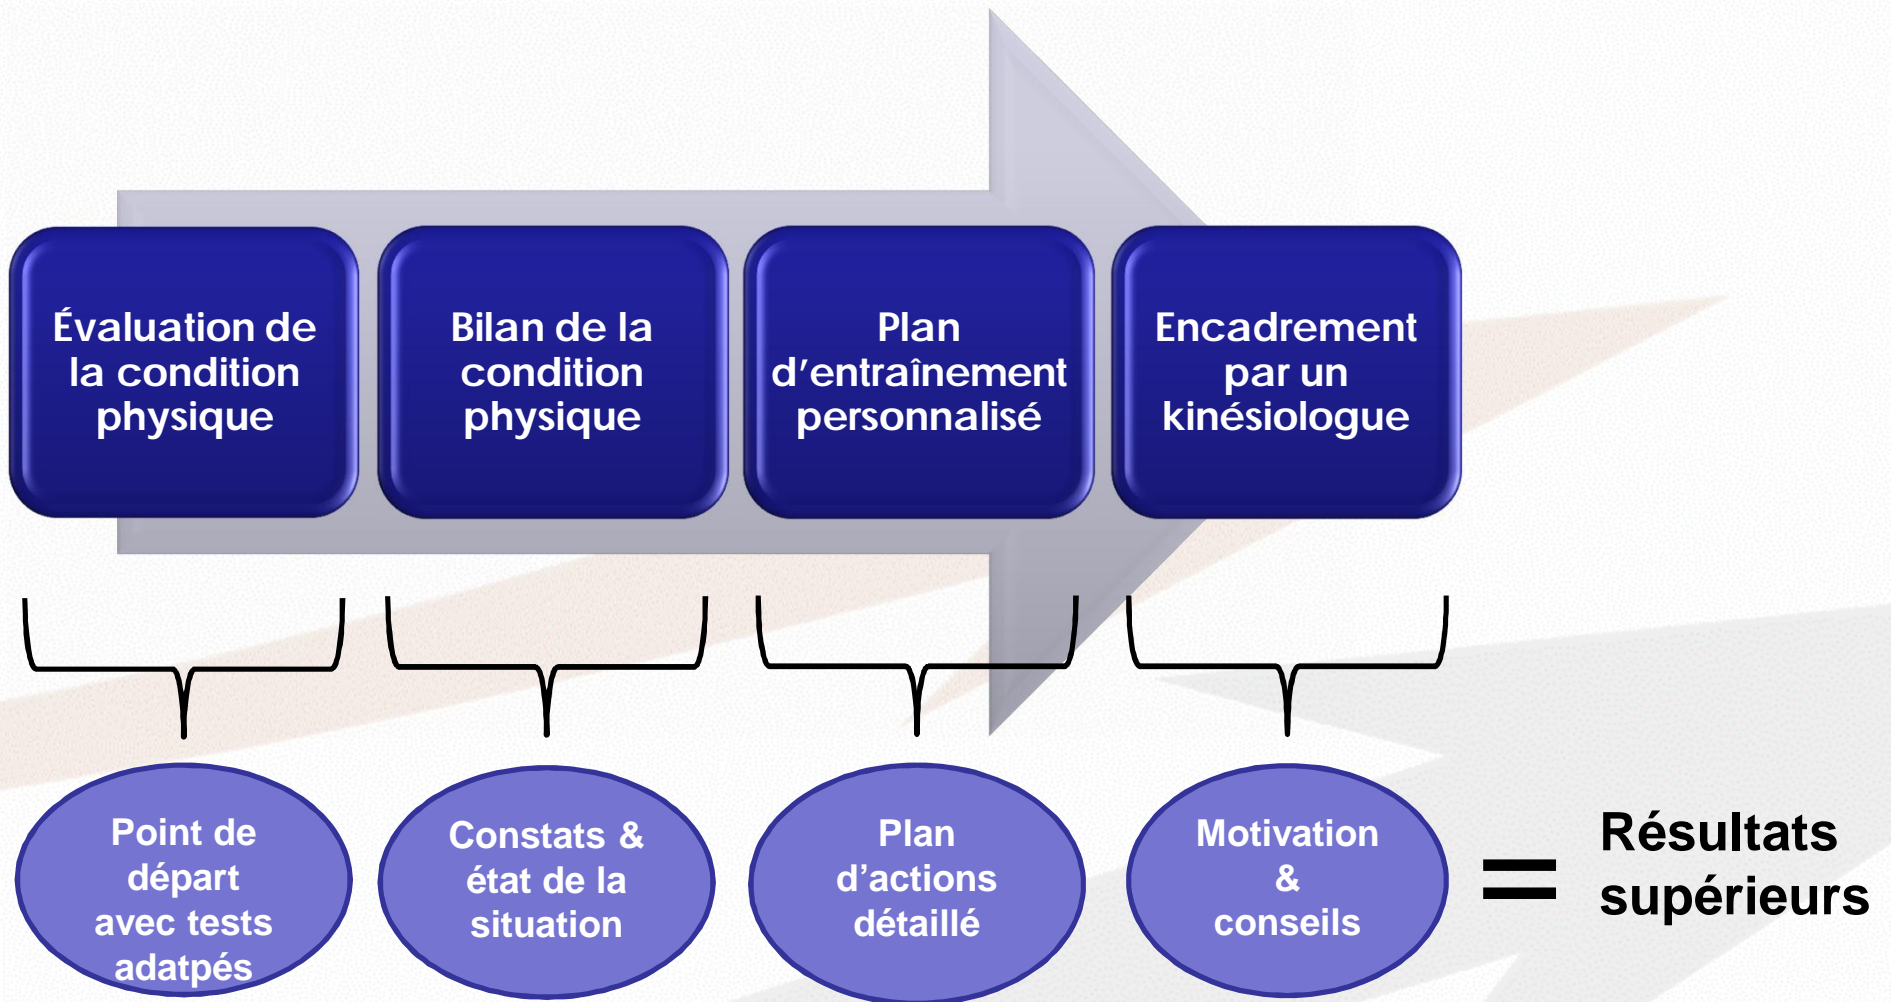 Évaluation de
la condition
physique
Bilan de la
condition
physique
Plan
d'entraînement
personnalisé
Encadrement
par un
kinésiologue
Point de
départ
avec tests
adatpés
Constats &
état de la
situation
Plan
d'actions
détaillé
Motivation
&
conseils
=
Résultats
supérieurs